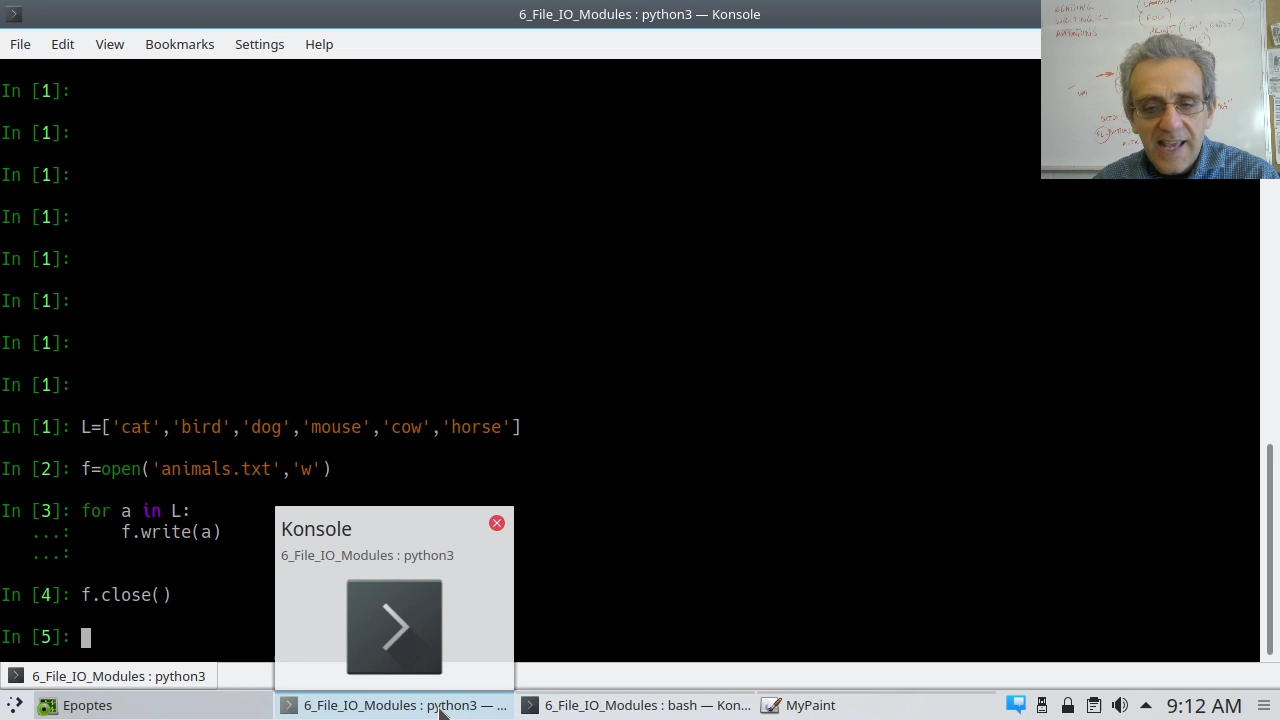 6_File_IO_Modules : python3 — Konsole
File Edit View Bookmarks Settings Help
READING
WRITING
In [1]:
In [1]:
In [1]:
In [1]:
In [1]:
In [1]:
In [1]:
In [1]:
In [1]: L=['cat','bird','dog','mouse','cow','horse']
In [2]: f=open('animals.txt','w')
In [3]: for a in L:
...: f.write(a)
...:
In [4]: f.close()
In [5]:
Konsole
6_File_IO_Modules : python3
6_File_IO_Modules : python3
Epoptes
6_File_IO_Modules : python3 — ...
6_File_IO_Modules : bash — Kon...
MyPaint
9:12 AM